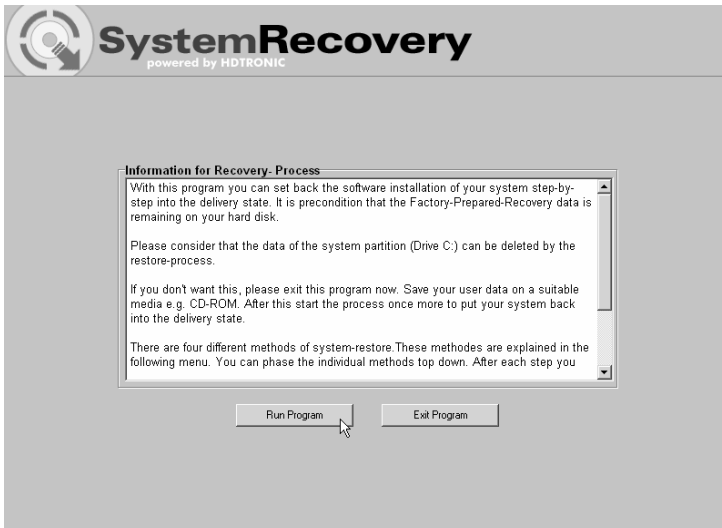 SystemRecovery
powered by HDTRONIC
Information for Recovery- Process
With this program you can set back the software installation of your system step-by-
step into the delivery state. It is precondition that the Factory-Prepared-Recovery data is
remaining on your hard disk.
Please consider that the data of the system partition (Drive C:) can be deleted by the
restore-process.
If you don't want this, please exit this program now. Save your user data on a suitable
media e.g. CD-ROM. After this start the process once more to put your system back
into the delivery state.
There are four different methods of system-restore.These methodes are explained in the
following menu. You can phase the individual methods top down. After each step you
Run Program
Exit Program